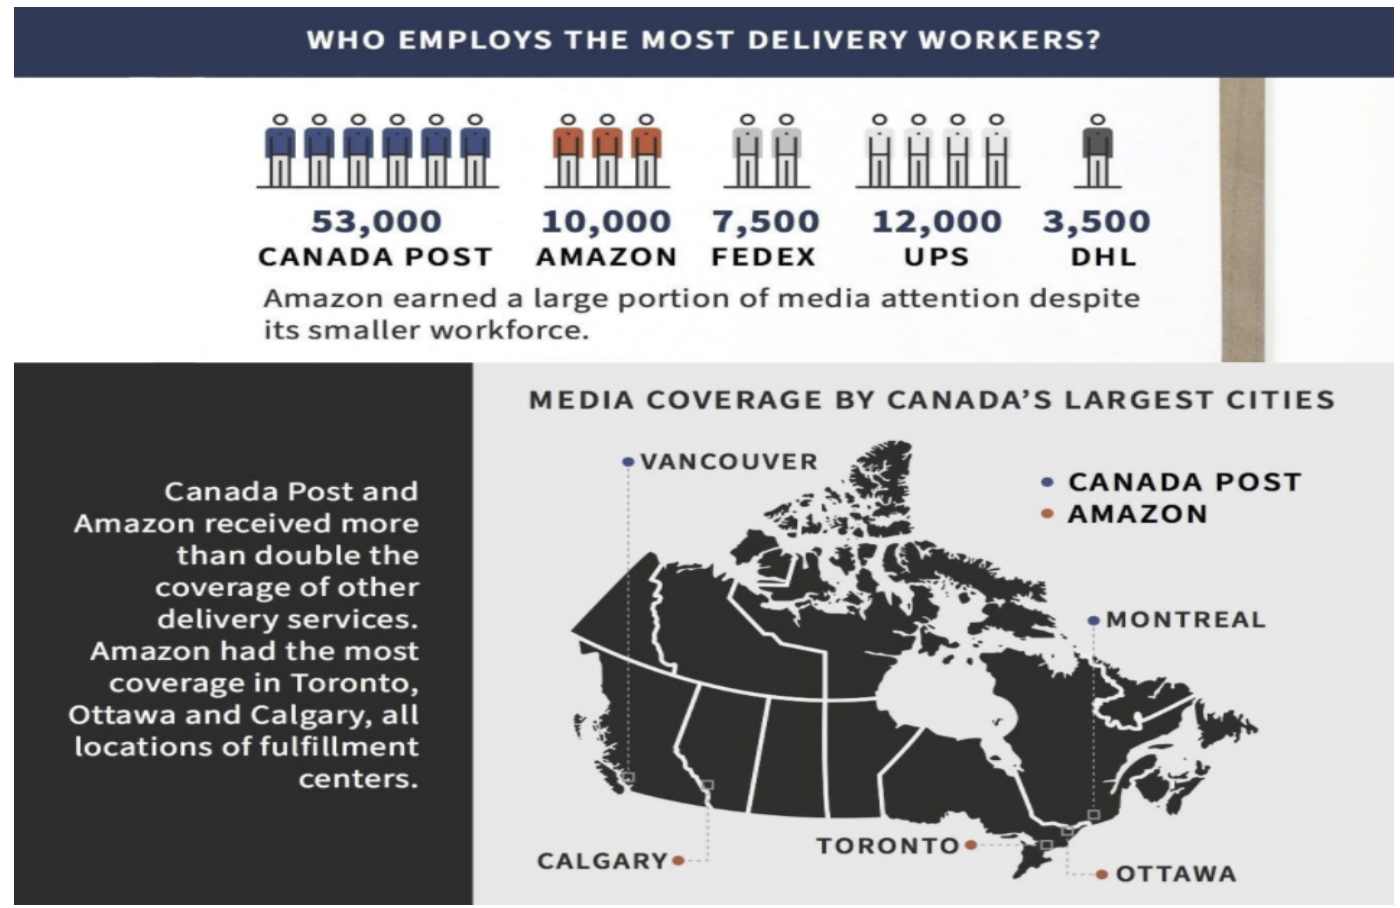 WHO EMPLOYS THE MOST DELIVERY WORKERS?
53,000 10,000 7,500 12,000 3,500
CANADA POST AMAZON FEDEX UPS DHL
Amazon earned a large portion of media attention despite
its smaller workforce.
Canada Post and
Amazon received more
than double the
coverage of other
delivery services.
Amazon had the most
coverage in Toronto,
Ottawa and Calgary, all
locations of fulfillment
centers.
MEDIA COVERAGE BY CANADA'S LARGEST CITIES
VANCOUVER
CANADA POST
AMAZON
MONTREAL
TORONTO
CALGARY
OTTAWA